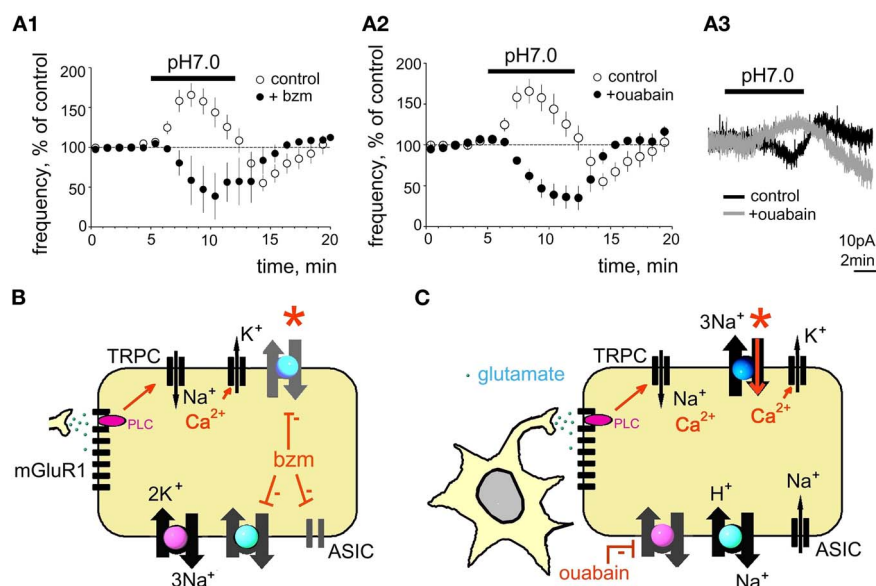 A1
frequency, % of control
200
150
100
50
0
pH7.0
control
+ bzm
0
5
10
15
20
time, min
A2
frequency, % of control
200
150
100
50
0
pH7.0
control
+ouabain
0
5
10
15
20
time, min
A3
pH7.0
control
+ouabain
10pA
2min
B
TRPC
K+
*
Na+
Ca2+
PLC
mGluR1
bzm
-
-
-
2K+
3Na+
ASIC
C
glutamate
TRPC
3Na+
*
K+
Na+
Ca2+
Ca2+
PLC
H+
Na+
ouabain
-
Na+
ASIC